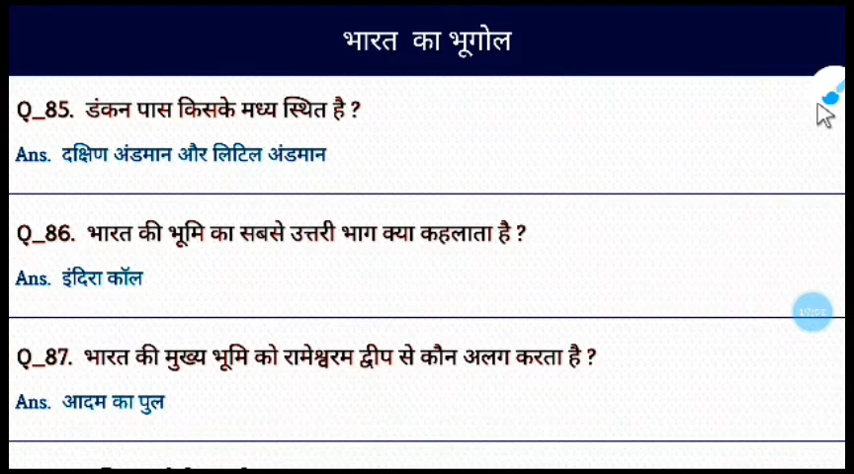 भारत का भूगोल
Q_85. डंकन पास किसके मध्य स्थित है ?
Ans. दक्षिण अंडमान और लिटिल अंडमान
Q_86. भारत की भूमि का सबसे उत्तरी भाग क्या कहलाता है ?
Ans. इंदिरा कॉल
Q_87. भारत की मुख्य भूमि को रामेश्वरम द्वीप से कौन अलग करता है ?
Ans. आदम का पुल